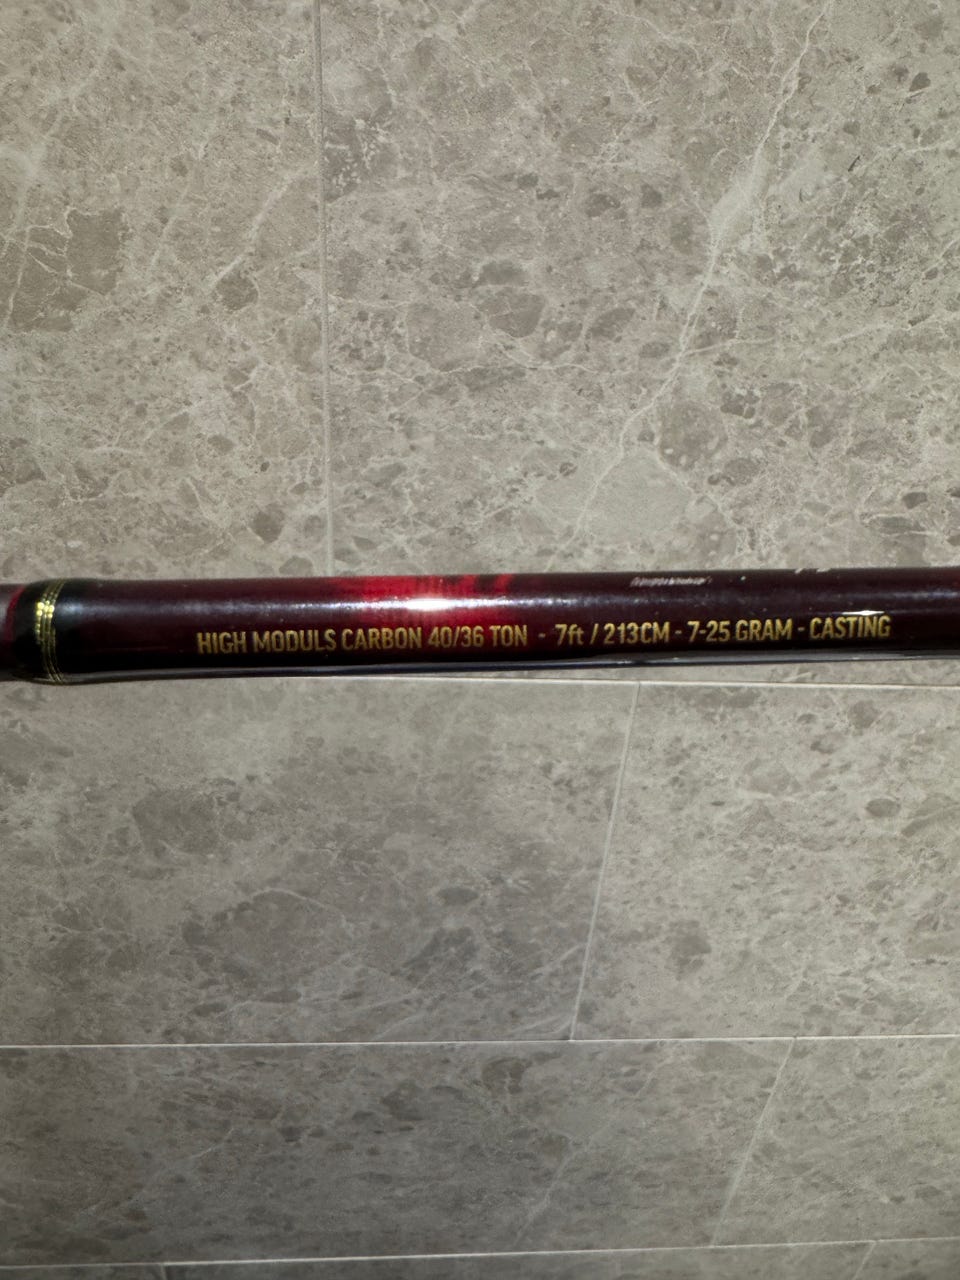 HIGH MODULS CARBON 40/36 TON - 7ft / 213CM - 7-25 GRAM - CASTING